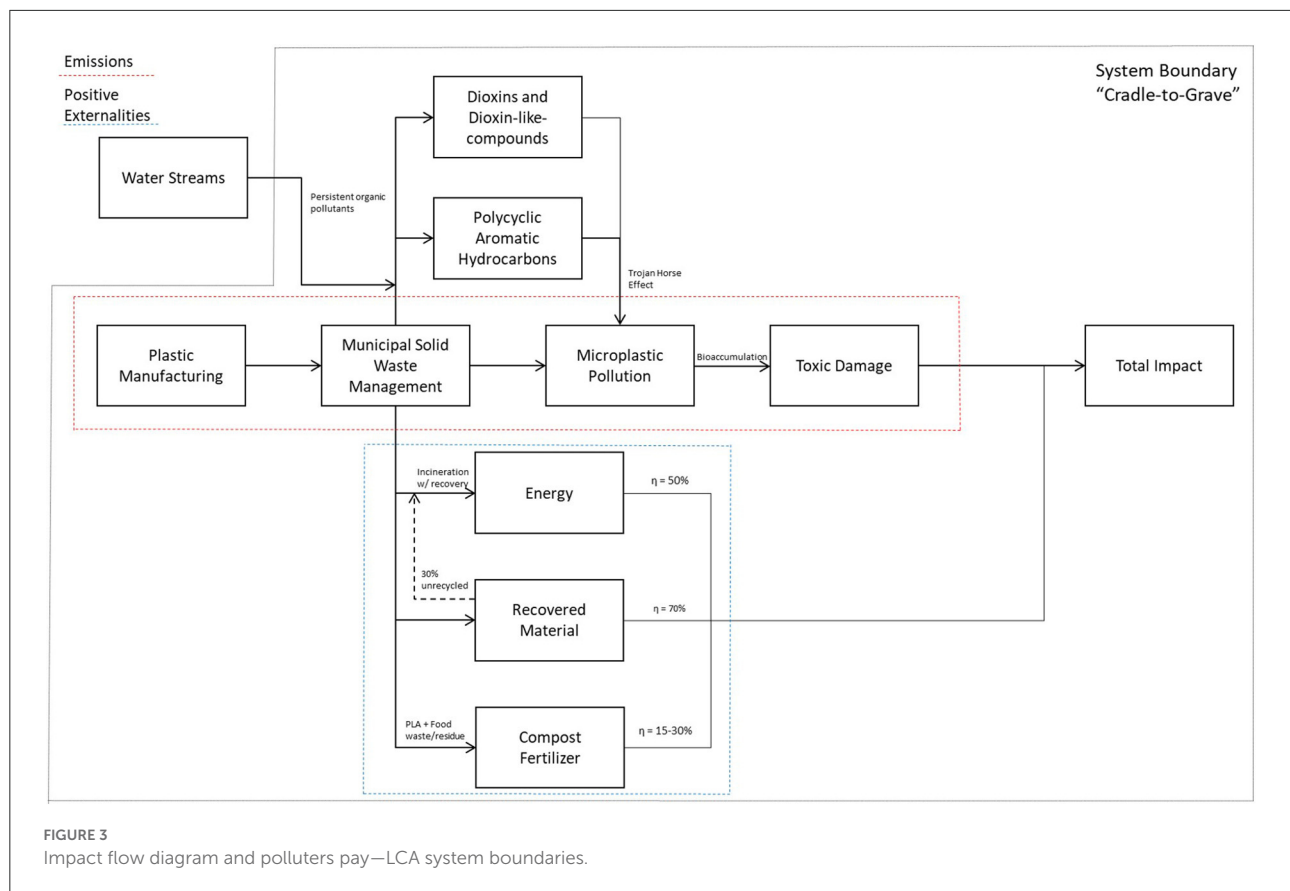 Emissions
Positive
Externalities
System Boundary
“Cradle-to-Grave”
Dioxins and
Dioxin-like-
compounds
Water Streams
Persistent organic
pollutants
Polycyclic
Aromatic
Hydrocarbons
Trojan Horse
Effect
Plastic
Manufacturing
Municipal Solid
Waste
Management
Microplastic
Pollution
Bioaccumulation
Toxic Damage
Total Impact
Incineration
w/ recovery
Energy
η = 50%
30%
unrecycled
Recovered
Material
η = 70%
PLA + Food
waste/residue
Compost
Fertilizer
η = 15-30%
FIGURE 3
Impact flow diagram and polluters pay—LCA system boundaries.